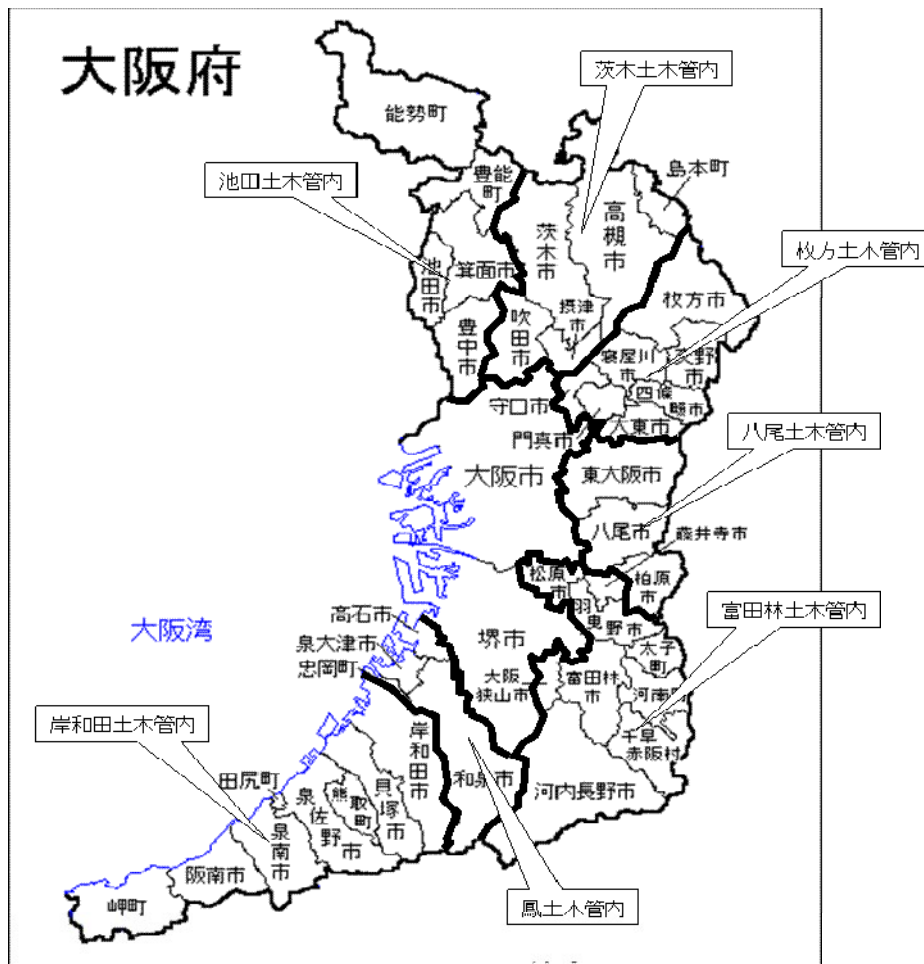 大阪府
茨木土木管内
能勢町
島本町
豊能
町
池田土木管内
高槻市
茨木市
枚方土木管内
池田市
箕面市
枚方市
摂津
市
吹田市
豊中市
寝屋川
市
交野
市
四條
畷市
守口市
大東市
門真市
八尾土木管内
大阪市
東大阪市
八尾市
藤井寺市
松原
市
柏原
市
羽
曳野市
富田林土木管内
高石市
大阪湾
堺市
泉大津市
太子
町
忠岡町
大阪
狭山市
富田林
市
河南町
岸和田土木管内
岸和田市
千早
赤阪村
和泉市
田尻町
熊取町
貝塚市
河内長野市
泉佐野市
泉南市
阪南市
岬町
鳳土木管内